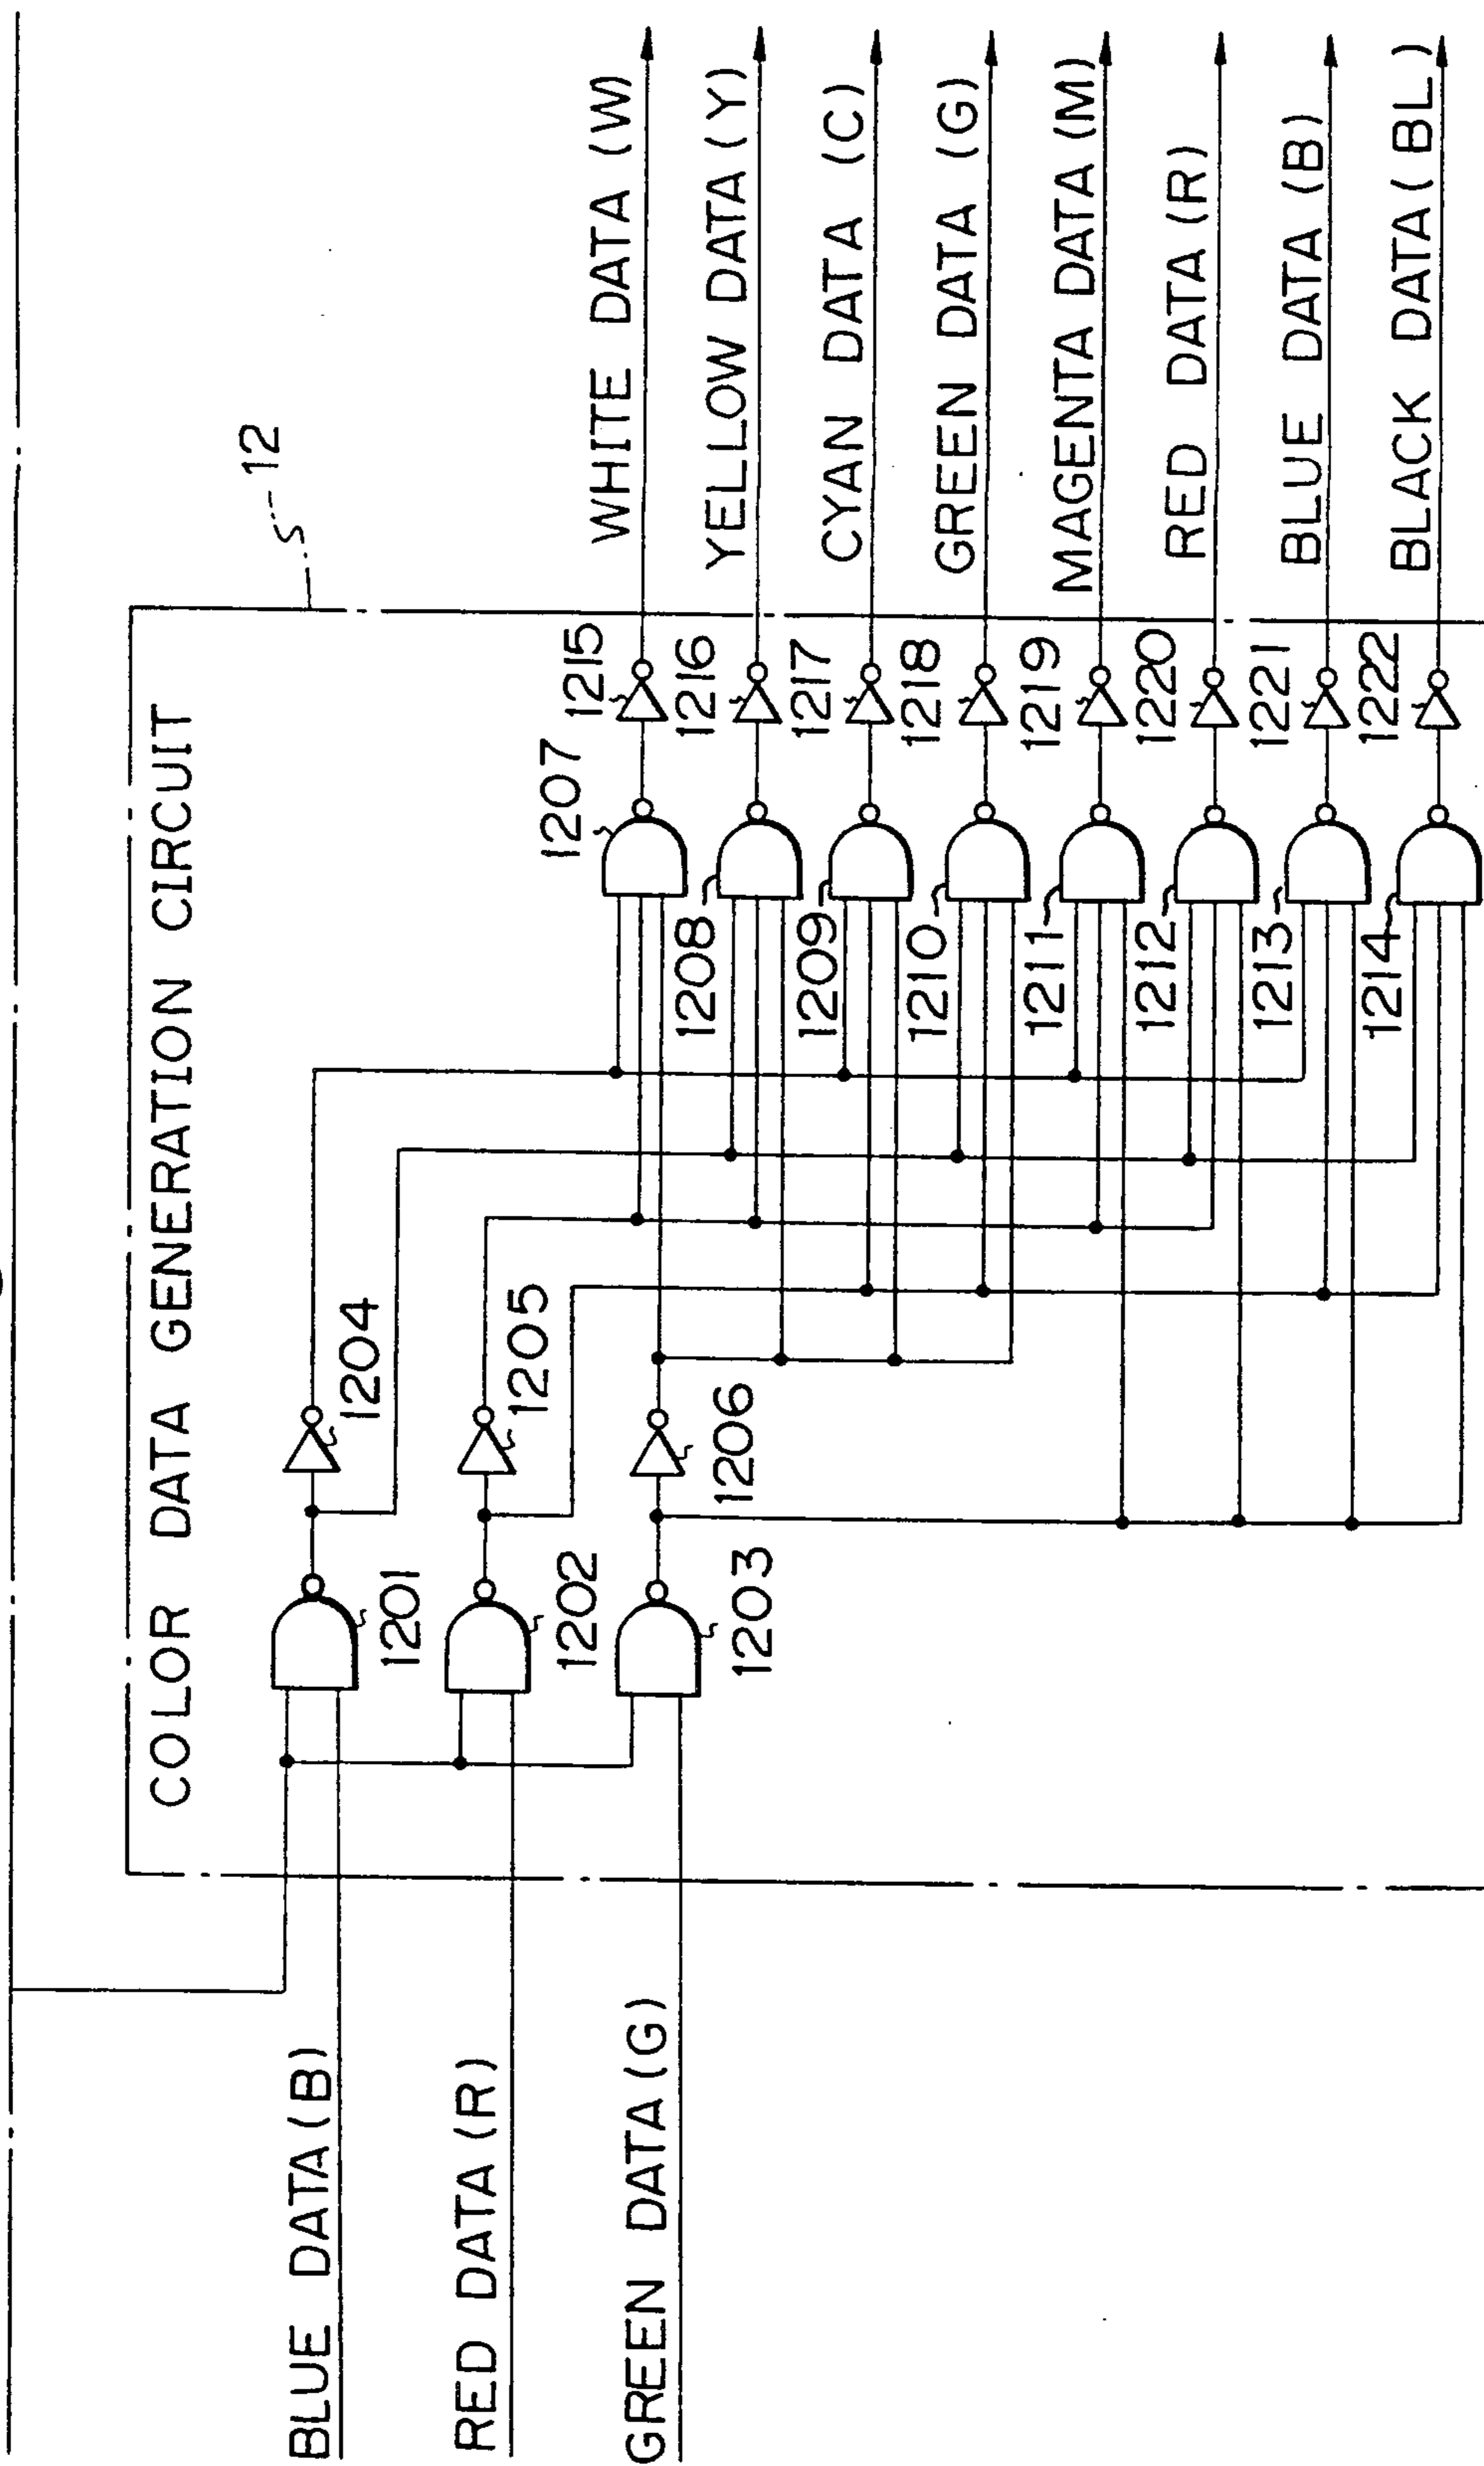 COLOR DATA GENERATION CIRCUIT
12
BLUE DATA(B)
RED DATA(R)
GREEN DATA(G)
1201
1202
1203
1204
1205
1206
1207
1208
1209
1210
1211
1212
1213
1214
1215
1216
1217
1218
1219
1220
1221
1222
WHITE DATA (W)
YELLOW DATA(Y)
CYAN DATA (C)
GREEN DATA (G)
MAGENTA DATA(M)
RED DATA(R)
BLUE DATA(B)
BLACK DATA(BL)